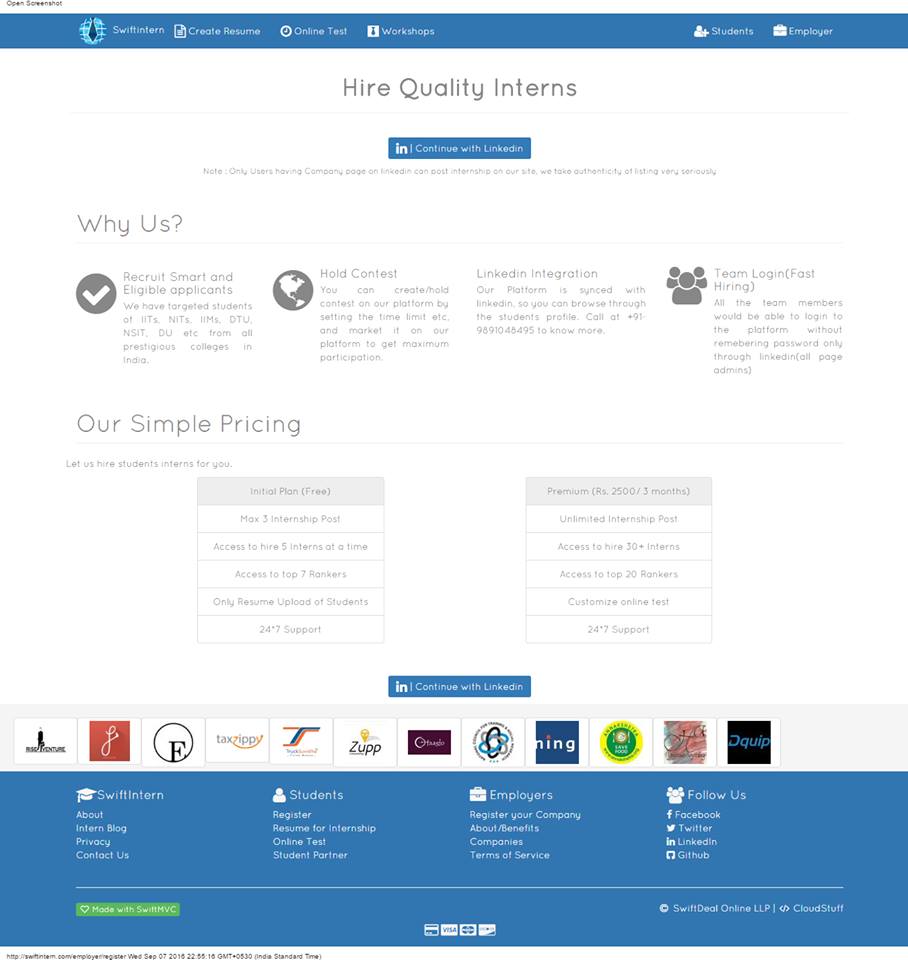 Open Screenshot
Swiftintern Create Resume Online Test Workshops Students Employer
Hire Quality Interns
in | Continue with Linkedin
Note : Only Users having Company page on linkedin can post internship on our site, we take authenticity of listing very seriously
Why Us?
Recruit Smart and
Eligible applicants
We have targeted students
of IITs, NITs, IIMs, DTU,
NSIT, DU etc from all
prestigious colleges in
India.
Hold Contest
You can create/hold
contest on our platform by
setting the time limit etc,
and market it on our
platform to get maximum
participation.
Linkedin Integration
Our Platform is synced with
linkedin, so you can browse through
the students profile. Call at +91-
9891048495 to know more.
Team Login(Fast
Hiring)
All the team members
would be able to login to
the platform without
remebering password only
through linkedin(all page
admins)
Our Simple Pricing
Let us hire students interns for you.
Initial Plan (Free)
Max 3 Internship Post
Access to hire 5 Interns at a time
Access to top 7 Rankers
Only Resume Upload of Students
24*7 Support
Premium (Rs. 2500/ 3 months)
Unlimited Internship Post
Access to hire 30+ Interns
Access to top 20 Rankers
Customize online test
24*7 Support
in | Continue with Linkedin
RISE VENTURE
F
taxzippy
TruckSumo
Zupp
ning
SAVE
FOOD
Dquip
SwiftIntern
About
Intern Blog
Privacy
Contact Us
Students
Register
Resume for Internship
Online Test
Student Partner
Employers
Register your Company
About/Benefits
Companies
Terms of Service
Follow Us
Facebook
Twitter
LinkedIn
Github
Made with SwiftMVC
© SwiftDeal Online LLP | </> CloudStuff
VISA
http://swiftintern.com/employer/register Wed Sep 07 2016 22:55:16 GMT+0530 (India Standard Time)